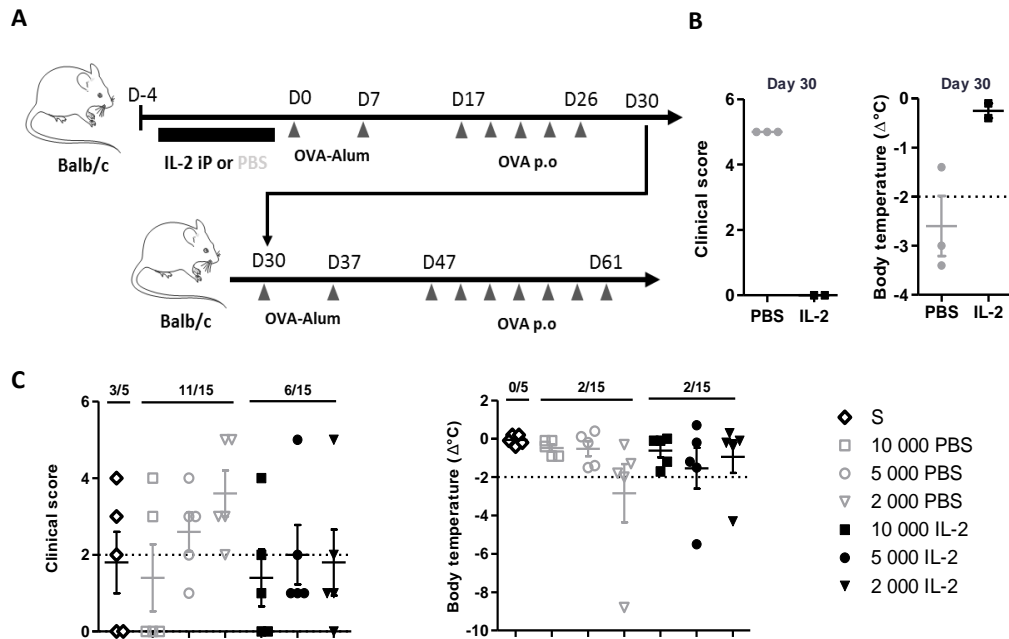 A
D-4
D0
D7
D17
D26
D30
Balb/c
IL-2 iP or PBS
OVA-Alum
OVA p.o
D30
D37
D47
D61
Balb/c
OVA-Alum
OVA p.o
B
Day 30
Clinical score
6
4
2
0
PBS
IL-2
Day 30
Body temperature (Δ°C)
0
-1
-2
-3
-4
PBS
IL-2
C
3/5
11/15
6/15
Clinical score
6
4
2
0
0/5
2/15
2/15
Body temperature (Δ°C)
2
0
-2
-4
-6
-8
-10
S
10 000 PBS
5 000 PBS
2 000 PBS
10 000 IL-2
5 000 IL-2
2 000 IL-2